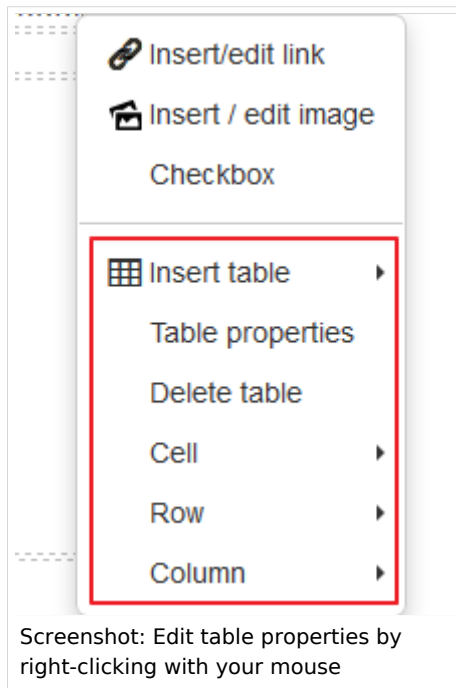 Insert/edit link
Insert / edit image
Checkbox
Insert table
Table properties
Delete table
Cell
Row
Column
Screenshot: Edit table properties by
right-clicking with your mouse